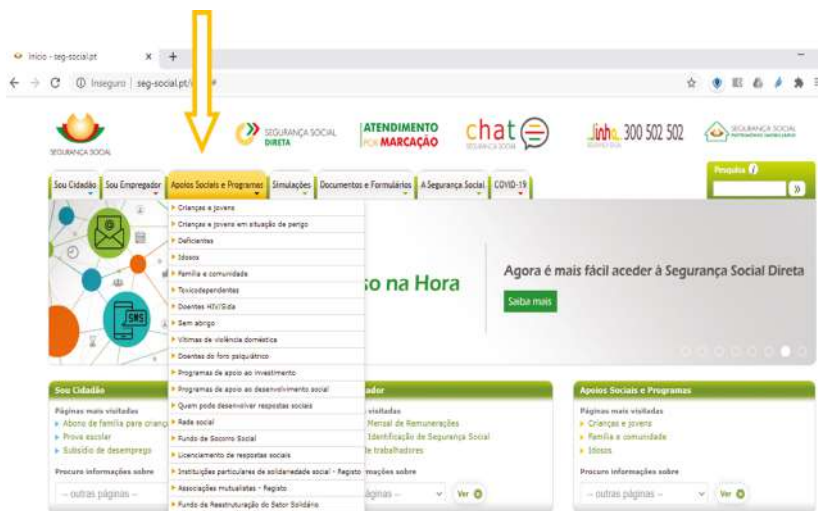 Início - seg-social.pt
Inseguro | seg-social.pt/
SEGURANÇA SOCIAL
SEGURANÇA SOCIAL
DIRETA
ATENDIMENTO
POR MARCAÇÃO
chat
SEGURANÇA SOCIAL
linha 300 502 502
SEGURANÇA SOCIAL
Pesquisa
Sou Cidadão
Sou Empregador
Apoios Sociais e Programas
Simulações
Documentos e Formulários
A Segurança Social
COVID-19
Crianças e jovens
Crianças e jovens em situação de perigo
Deficientes
Idosos
Família e comunidade
Toxicodependentes
Doentes HIV/Sida
Sem abrigo
Vítimas de violência doméstica
Doentes do foro psiquiátrico
Programas de apoio ao investimento
Programas de apoio ao desenvolvimento social
Quem pode desenvolver respostas sociais
Rede social
Fundo de Socorro Social
Licenciamento de respostas sociais
Instituições particulares de solidariedade social - Registo
Associações mutualistas - Registo
Fundo de Reestruturação do Setor Solidário
SMS
so na Hora
Agora é mais fácil aceder à Segurança Social Direta
Saiba mais
Sou Cidadão
Páginas mais visitadas
Abono de família para crianç
Prova escolar
Subsídio de desemprego
Procuro informações sobre
-- outras páginas --
ador
visitadas
Mensal de Remunerações
Identificação de Segurança Social
de trabalhadores
mações sobre
páginas --
Ver
Apoios Sociais e Programas
Páginas mais visitadas
Crianças e jovens
Família e comunidade
Idosos
Procuro informações sobre
-- outras páginas --
Ver